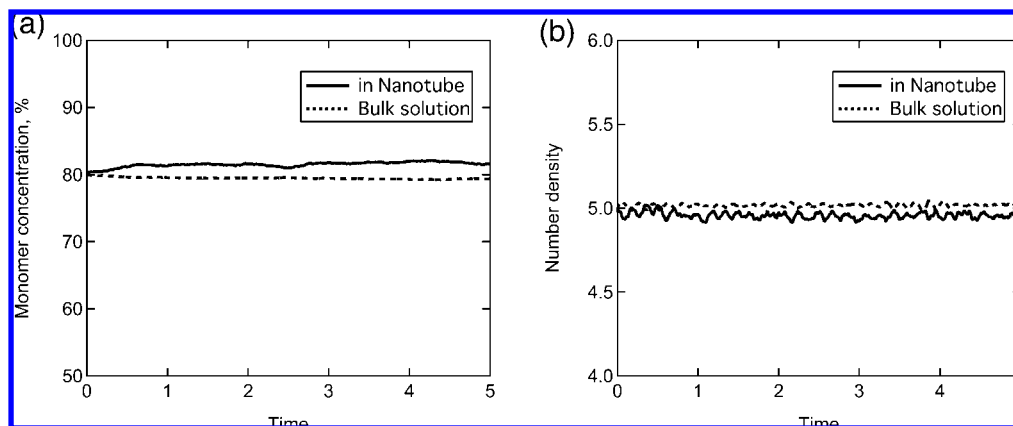 (a)
100
90
80
70
60
50
Monomer concentration, %
in Nanotube
Bulk solution
0 1 2 3 4 5
Time
(b)
6.0
5.5
5.0
4.5
4.0
Number density
in Nanotube
Bulk solution
0 1 2 3 4
Time